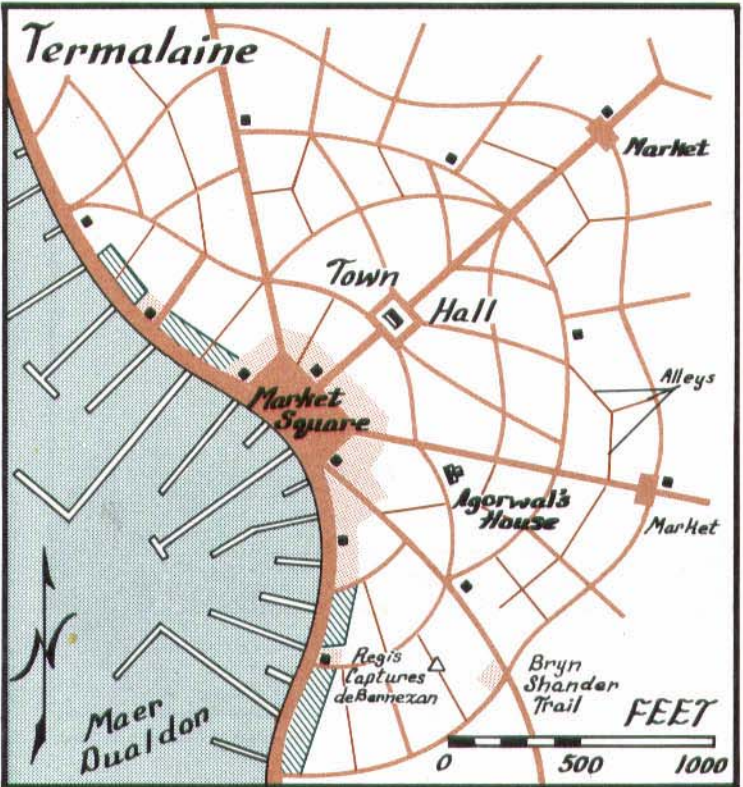 Termalaine
Market
Town
Hall
Alleys
Market
Square
Agorwal's
House
Market
N
Regis
Captures
deBernezan
Bryn
Shander
Trail
Maer
Dualdon
FEET
0 500 1000